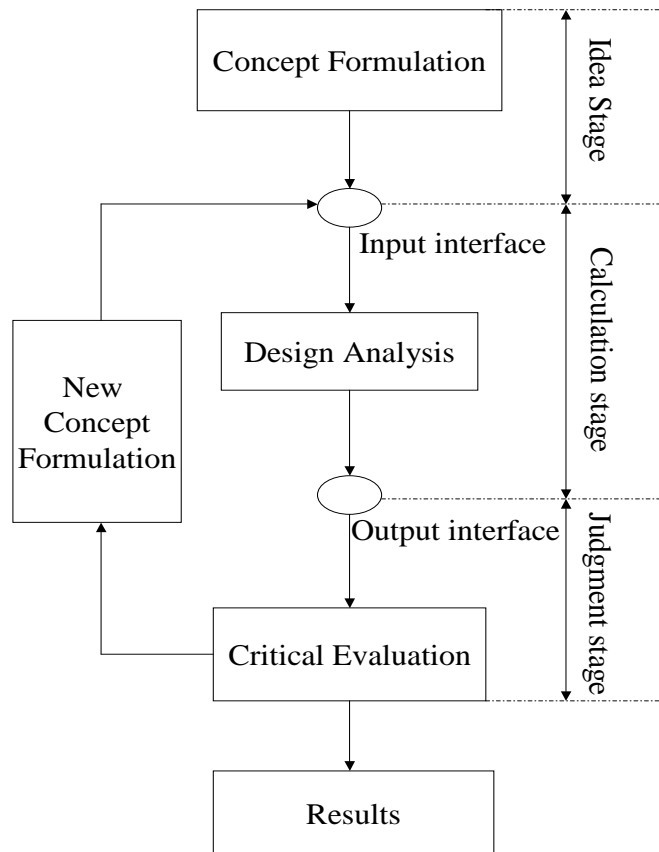 Concept Formulation
Idea Stage
Input interface
Calculation stage
Design Analysis
New
Concept
Formulation
Output interface
Judgment stage
Critical Evaluation
Results